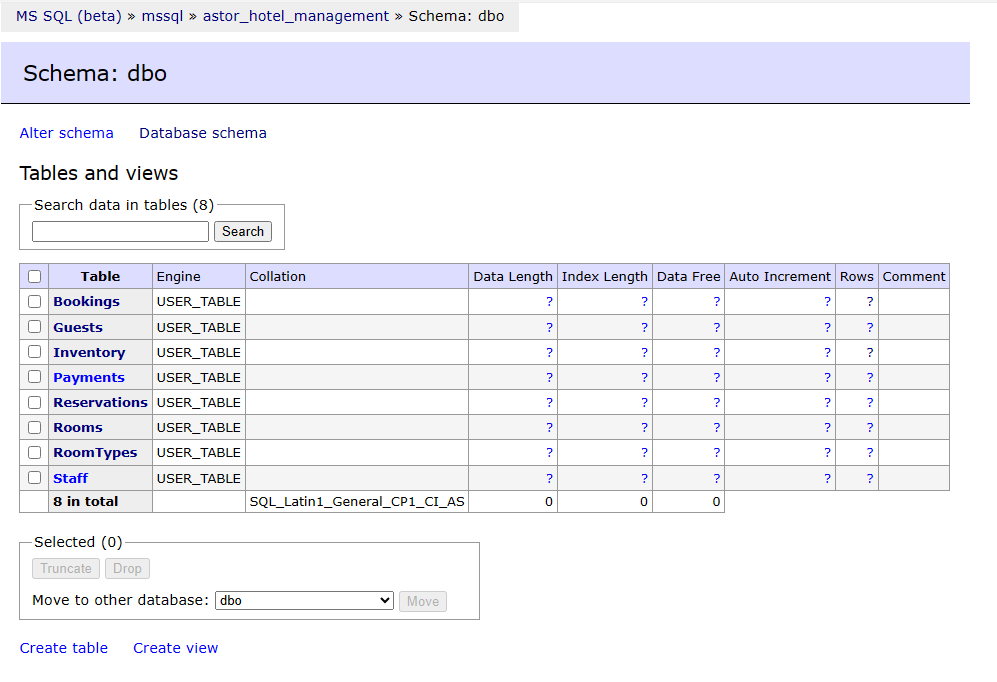 MS SQL (beta) » mssql » astor_hotel_management » Schema: dbo
Schema: dbo
Alter schema Database schema
Tables and views
Search data in tables (8)
Search
Table Engine Collation Data Length Index Length Data Free Auto Increment Rows Comment
Bookings USER_TABLE ? ? ? ? ?
Guests USER_TABLE ? ? ? ? ?
Inventory USER_TABLE ? ? ? ? ?
Payments USER_TABLE ? ? ? ? ?
Reservations USER_TABLE ? ? ? ? ?
Rooms USER_TABLE ? ? ? ? ?
RoomTypes USER_TABLE ? ? ? ? ?
Staff USER_TABLE ? ? ? ? ?
8 in total SQL_Latin1_General_CP1_CI_AS 0 0 0
Selected (0)
Truncate Drop
Move to other database: dbo Move
Create table Create view